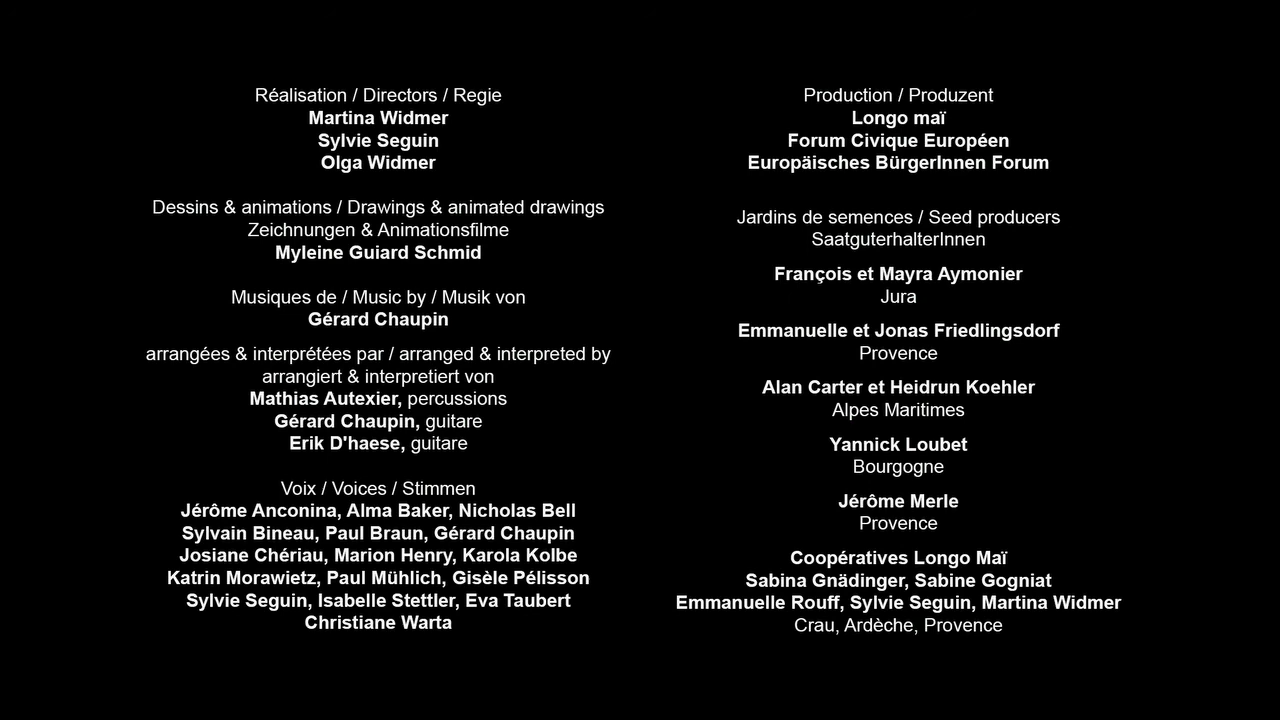 Réalisation / Directors / Regie
Martina Widmer
Sylvie Seguin
Olga Widmer
Dessins & animations / Drawings & animated drawings
Zeichnungen & Animationsfilme
Myleine Guiard Schmid
Musiques de / Music by / Musik von
Gérard Chaupin
arrangées & interprétées par / arranged & interpreted by
arrangiert & interpretiert von
Mathias Autexier, percussions
Gérard Chaupin, guitare
Erik D'haese, guitare
Voix / Voices / Stimmen
Jérôme Anconina, Alma Baker, Nicholas Bell
Sylvain Bineau, Paul Braun, Gérard Chaupin
Josiane Chériau, Marion Henry, Karola Kolbe
Katrin Morawietz, Paul Mühlich, Gisèle Pélisson
Sylvie Seguin, Isabelle Stettler, Eva Taubert
Christiane Warta
Production / Produzent
Longo maï
Forum Civique Européen
Europäisches BürgerInnen Forum
Jardins de semences / Seed producers
SaatguterhalterInnen
François et Mayra Aymonier
Jura
Emmanuelle et Jonas Friedlingsdorf
Provence
Alan Carter et Heidrun Koehler
Alpes Maritimes
Yannick Loubet
Bourgogne
Jérôme Merle
Provence
Coopératives Longo Maï
Sabina Gnädinger, Sabine Gogniat
Emmanuelle Rouff, Sylvie Seguin, Martina Widmer
Crau, Ardèche, Provence